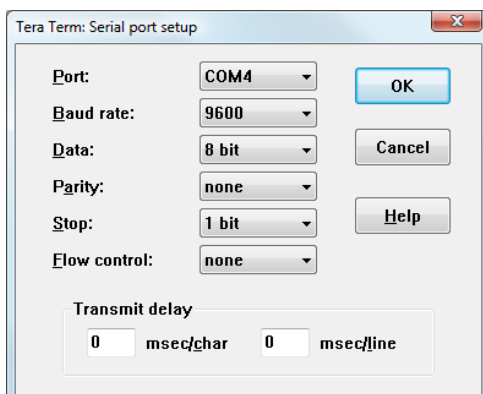 Tera Term: Serial port setup
Port: COM4
OK
Baud rate: 9600
Data: 8 bit
Cancel
Parity: none
Stop: 1 bit
Help
Flow control: none
Transmit delay
0 msec/char 0 msec/line